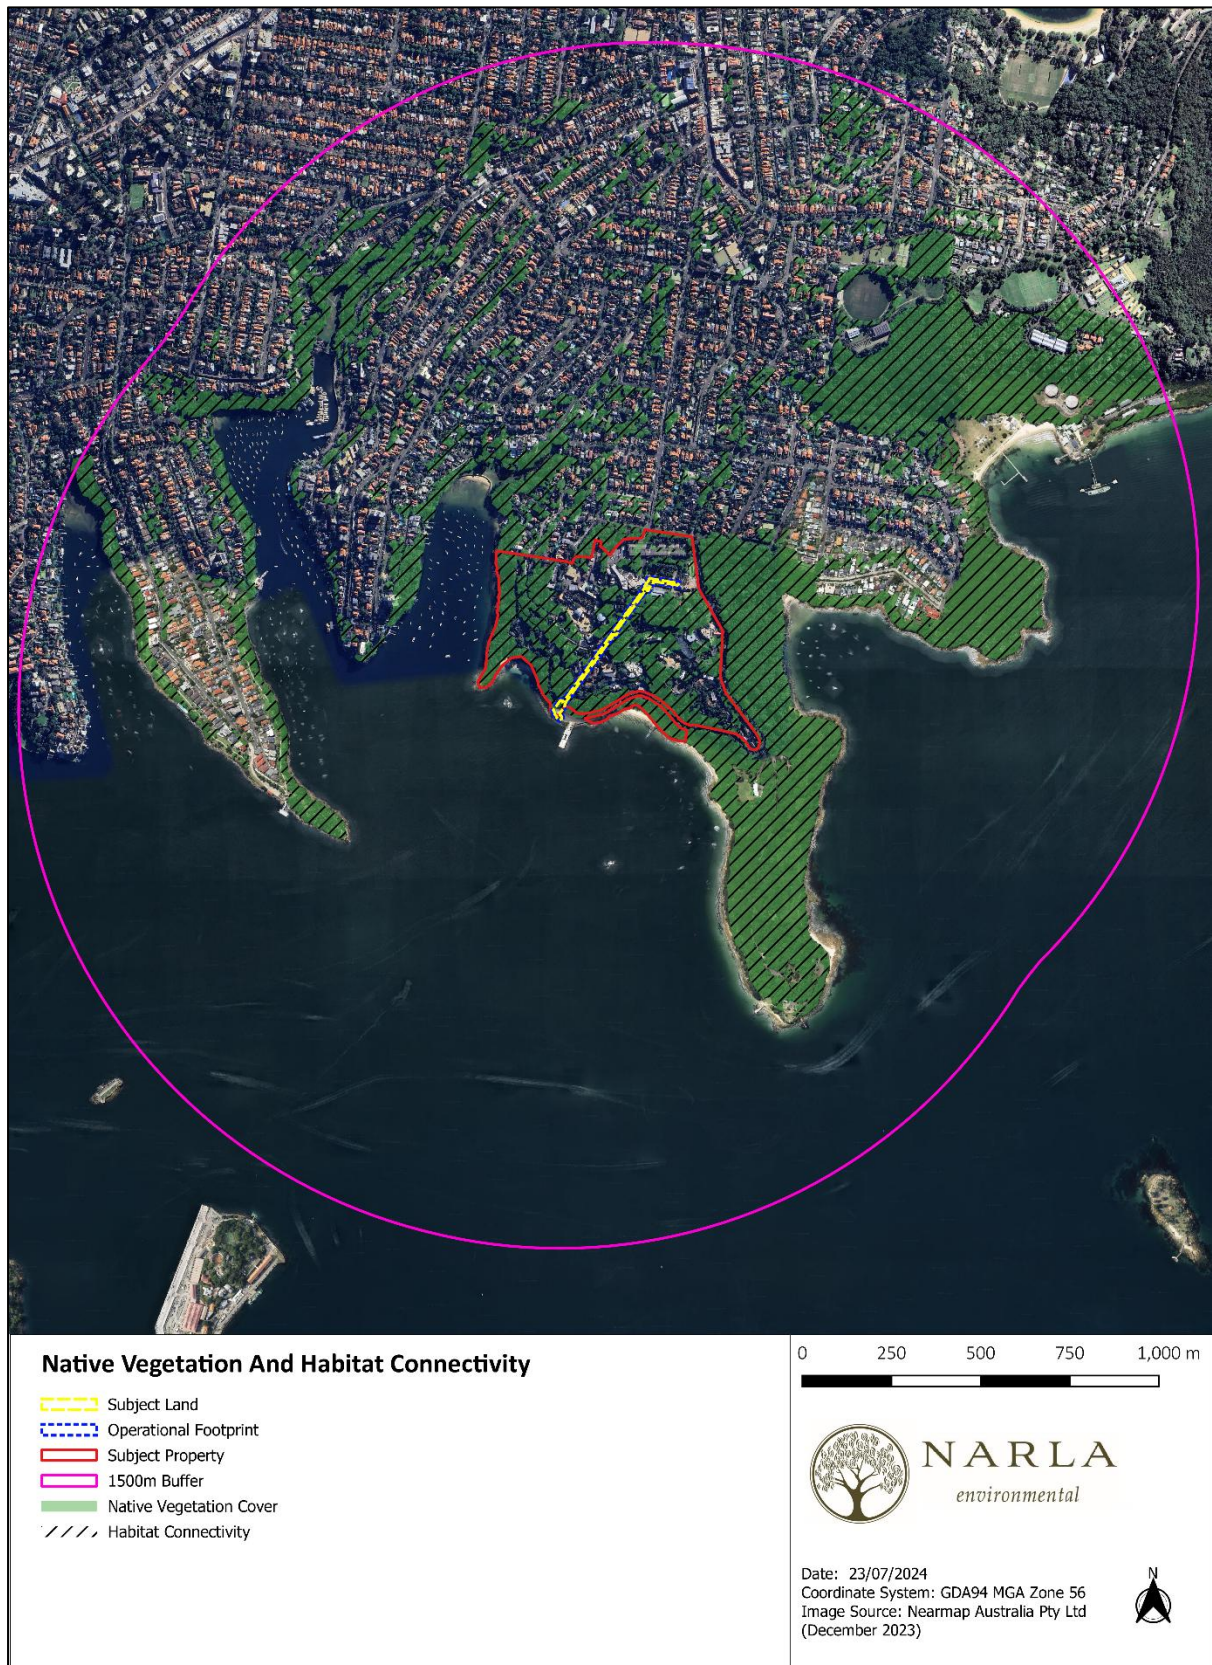 Native Vegetation And Habitat Connectivity
Subject Land
Operational Footprint
Subject Property
1500m Buffer
Native Vegetation Cover
Habitat Connectivity
0 250 500 750 1,000 m
NARLA
environmental
Date: 23/07/2024
Coordinate System: GDA94 MGA Zone 56
Image Source: Nearmap Australia Pty Ltd
(December 2023)
N